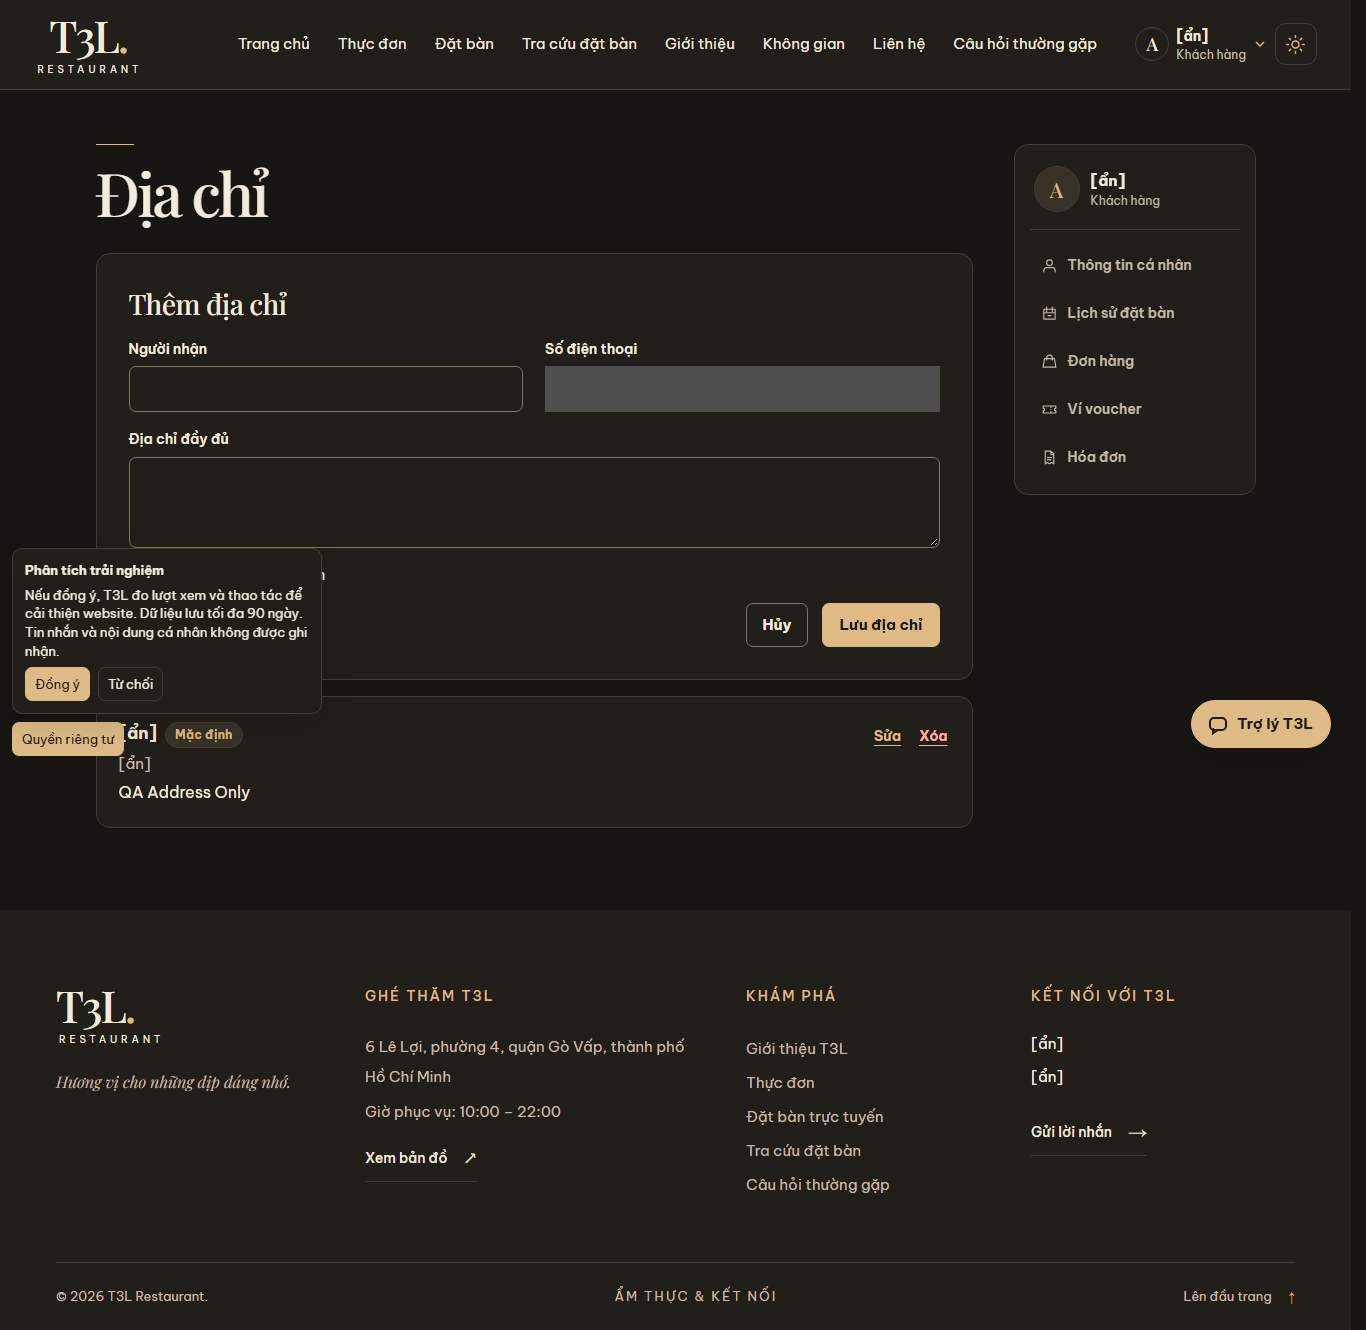 T3L.
RESTAURANT
Trang chủ
Thực đơn
Đặt bàn
Tra cứu đặt bàn
Giới thiệu
Không gian
Liên hệ
Câu hỏi thường gặp
A
[ẩn]
Khách hàng
Địa chỉ
Thêm địa chỉ
Người nhận
Số điện thoại
Địa chỉ đầy đủ
Hủy
Lưu địa chỉ
A
[ẩn]
Khách hàng
Thông tin cá nhân
Lịch sử đặt bàn
Đơn hàng
Ví voucher
Hóa đơn
Phân tích trải nghiệm
Nếu đồng ý, T3L đo lượt xem và thao tác để
cải thiện website. Dữ liệu lưu tối đa 90 ngày.
Tin nhắn và nội dung cá nhân không được ghi
nhận.
Đồng ý
Từ chối
Quyền riêng tư
[ẩn]
Mặc định
Sửa
Xóa
[ẩn]
QA Address Only
Trợ lý T3L
T3L.
RESTAURANT
Hương vị cho những dịp đáng nhớ.
GHÉ THĂM T3L
6 Lê Lợi, phường 4, quận Gò Vấp, thành phố
Hồ Chí Minh
Giờ phục vụ: 10:00 – 22:00
Xem bản đồ ↗
KHÁM PHÁ
Giới thiệu T3L
Thực đơn
Đặt bàn trực tuyến
Tra cứu đặt bàn
Câu hỏi thường gặp
KẾT NỐI VỚI T3L
[ẩn]
[ẩn]
Gửi lời nhắn →
© 2026 T3L Restaurant.
ẨM THỰC & KẾT NỐI
Lên đầu trang ↑